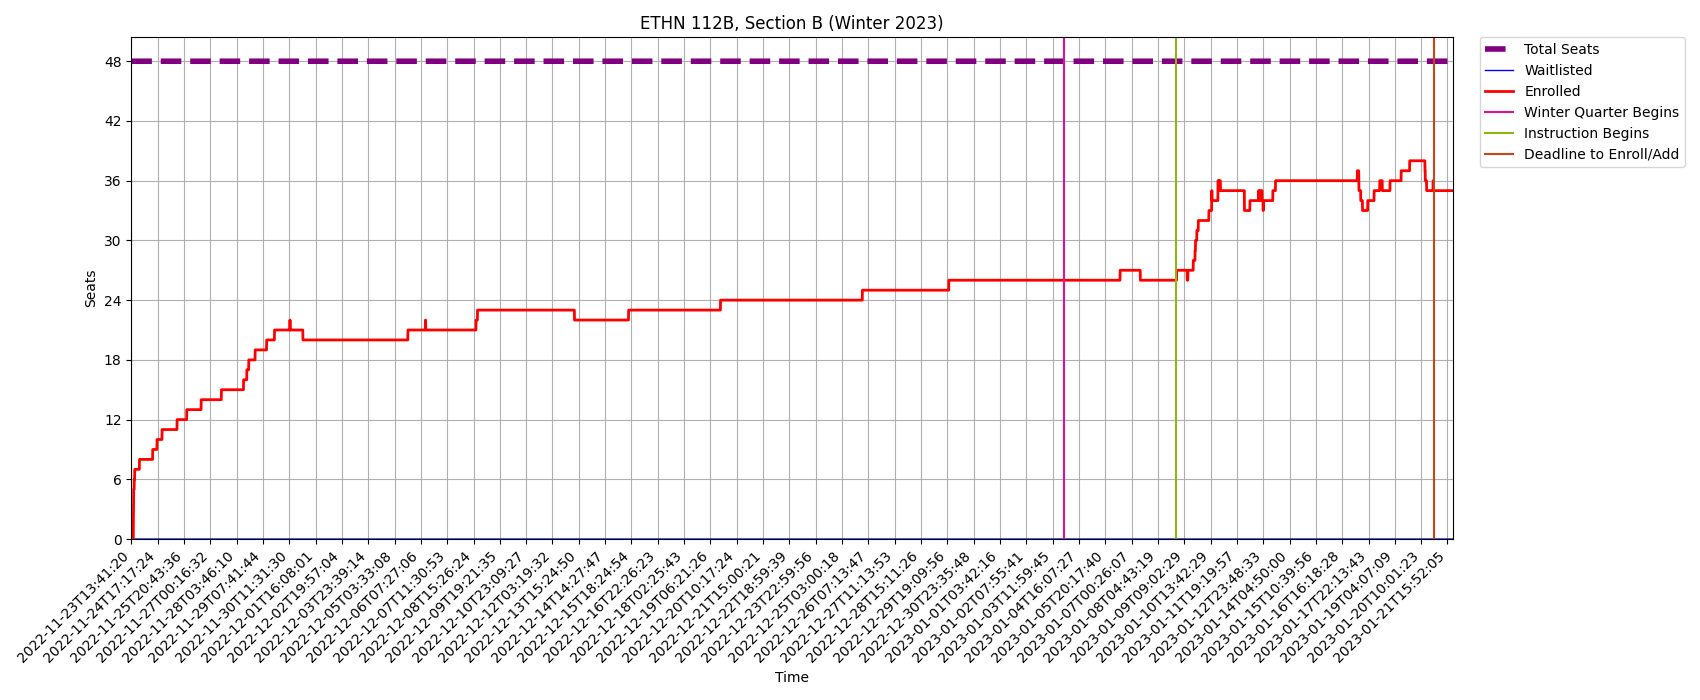 ETHN 112B, Section B (Winter 2023)
Total Seats
Waitlisted
Enrolled
Winter Quarter Begins
Instruction Begins
Deadline to Enroll/Add
Seats
48
42
36
30
24
18
12
6
0
2022-11-23T13:41:20
2022-11-24T17:17:24
2022-11-25T20:43:36
2022-11-27T00:16:32
2022-11-28T03:46:10
2022-11-29T07:41:44
2022-11-30T11:31:30
2022-12-01T16:08:01
2022-12-02T19:57:04
2022-12-03T23:39:14
2022-12-05T03:33:08
2022-12-06T07:27:06
2022-12-07T11:30:53
2022-12-08T15:26:24
2022-12-09T19:21:35
2022-12-10T23:09:27
2022-12-12T03:19:32
2022-12-13T15:24:50
2022-12-14T14:27:47
2022-12-15T18:24:54
2022-12-16T22:26:23
2022-12-18T02:25:43
2022-12-19T06:21:26
2022-12-20T10:17:24
2022-12-21T15:00:21
2022-12-22T18:59:39
2022-12-23T22:59:56
2022-12-25T03:00:18
2022-12-26T07:13:47
2022-12-27T11:13:53
2022-12-28T15:11:26
2022-12-29T19:09:56
2022-12-30T23:35:48
2023-01-01T03:42:16
2023-01-02T07:55:41
2023-01-03T11:59:45
2023-01-04T16:07:27
2023-01-05T20:17:40
2023-01-07T00:26:07
2023-01-08T04:43:19
2023-01-09T09:02:29
2023-01-10T13:42:29
2023-01-11T19:19:57
2023-01-12T23:48:33
2023-01-14T04:50:00
2023-01-15T10:39:56
2023-01-16T16:18:28
2023-01-17T22:13:43
2023-01-19T04:07:09
2023-01-20T10:01:23
2023-01-21T15:52:05
Time